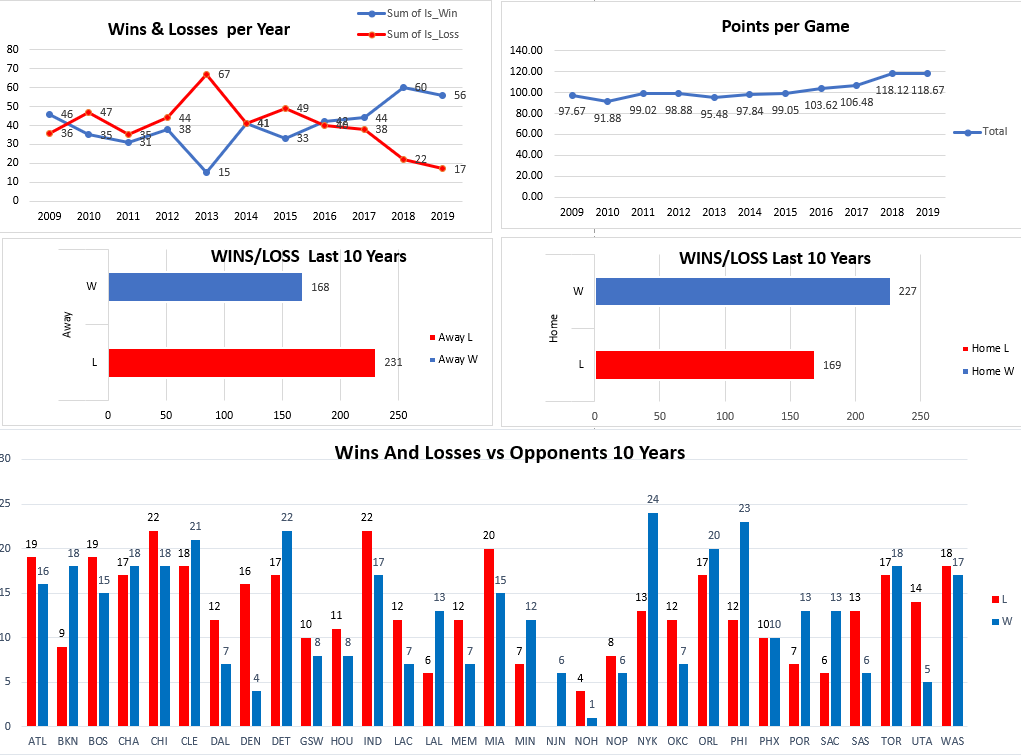 Wins & Losses per Year
Sum of Is_Win
Sum of Is_Loss
80
70
60
50
40
30
20
10
0
46 35 31 38 15 41 33 42 44 60 56
36 47 35 44 67 41 49 38 22 17
2009 2010 2011 2012 2013 2014 2015 2016 2017 2018 2019
Points per Game
140.00
120.00
100.00
80.00
60.00
40.00
20.00
0.00
97.67 91.88 99.02 98.88 95.48 97.84 99.05 103.62 106.48 118.12 118.67
Total
2009 2010 2011 2012 2013 2014 2015 2016 2017 2018 2019
WINS/LOSS Last 10 Years
Away
W
168
L
231
Away L
Away W
0 50 100 150 200 250
WINS/LOSS Last 10 Years
Home
W
227
L
169
Home L
Home W
0 50 100 150 200 250
Wins And Losses vs Opponents 10 Years
30
25
20
15
10
5
0
19 16 9 18 19 15 17 18 22 18 18 21 12 7 16 4 17 22 10 8 11 8 22 17 12 7 6 13 12 7 20 15 7 12 6 4 1 8 6 13 24 12 7 17 20 12 23 10 10 7 13 6 13 13 6 17 18 14 5 18 17
L
W
ATL BKN BOS CHA CHI CLE DAL DEN DET GSW HOU IND LAC LAL MEM MIA MIN NJN NOH NOP NYK OKC ORL PHI PHX POR SAC SAS TOR UTA WAS